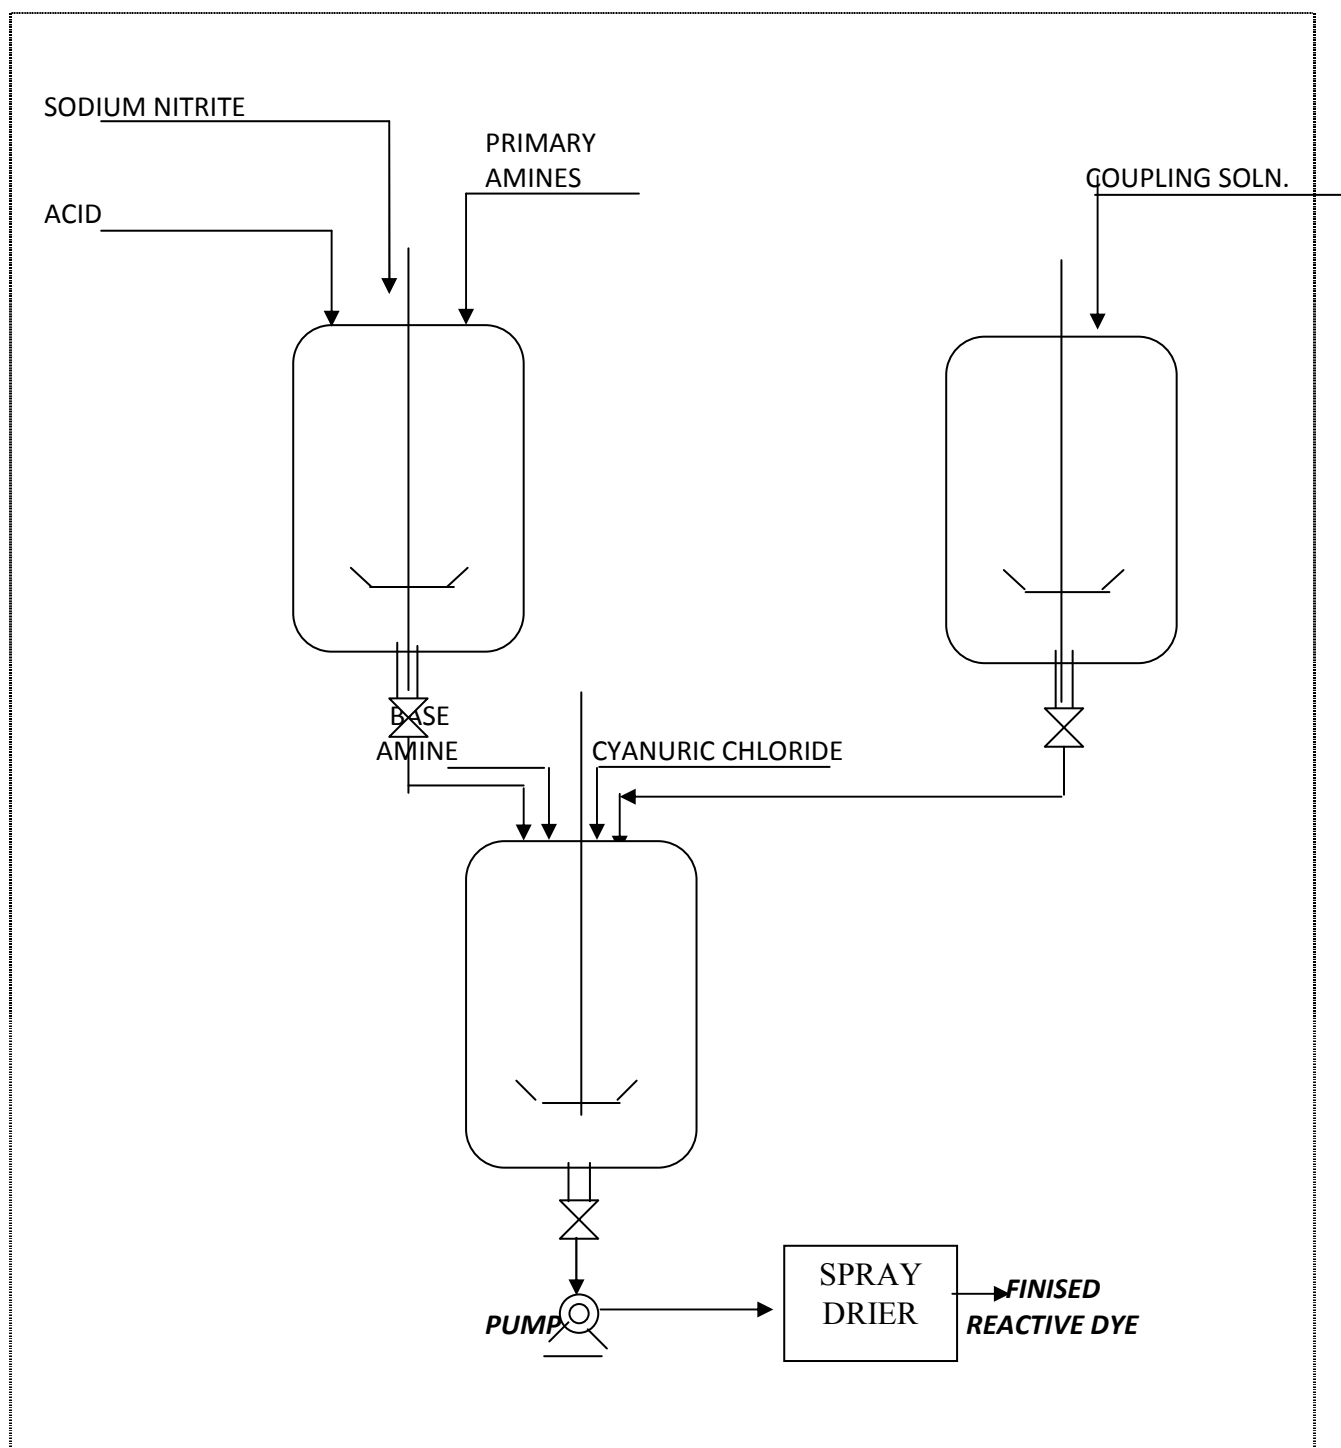 SODIUM NITRITE
PRIMARY
AMINES
COUPLING SOLN.
ACID
BASE
AMINE
CYANURIC CHLORIDE
SPRAY
DRIER
FINISED
REACTIVE DYE
PUMP